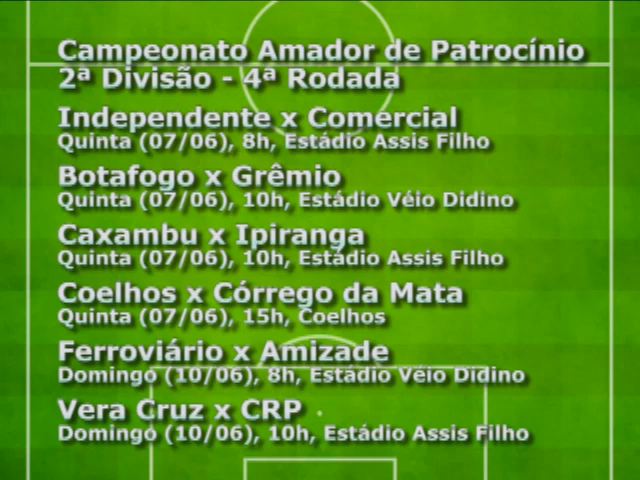 Campeonato Amador de Patrocínio
2ª Divisão - 4ª Rodada
Independente x Comercial
Quinta (07/06), 8h, Estádio Assis Filho
Botafogo x Grêmio
Quinta (07/06), 10h, Estádio Véio Didino
Caxambu x Ipiranga
Quinta (07/06), 10h, Estádio Assis Filho
Coelhos x Córrego da Mata
Quinta (07/06), 15h, Coelhos
Ferroviário x Amizade
Domingo (10/06), 8h, Estádio Véio Didino
Vera Cruz x CRP
Domingo (10/06), 10h, Estádio Assis Filho